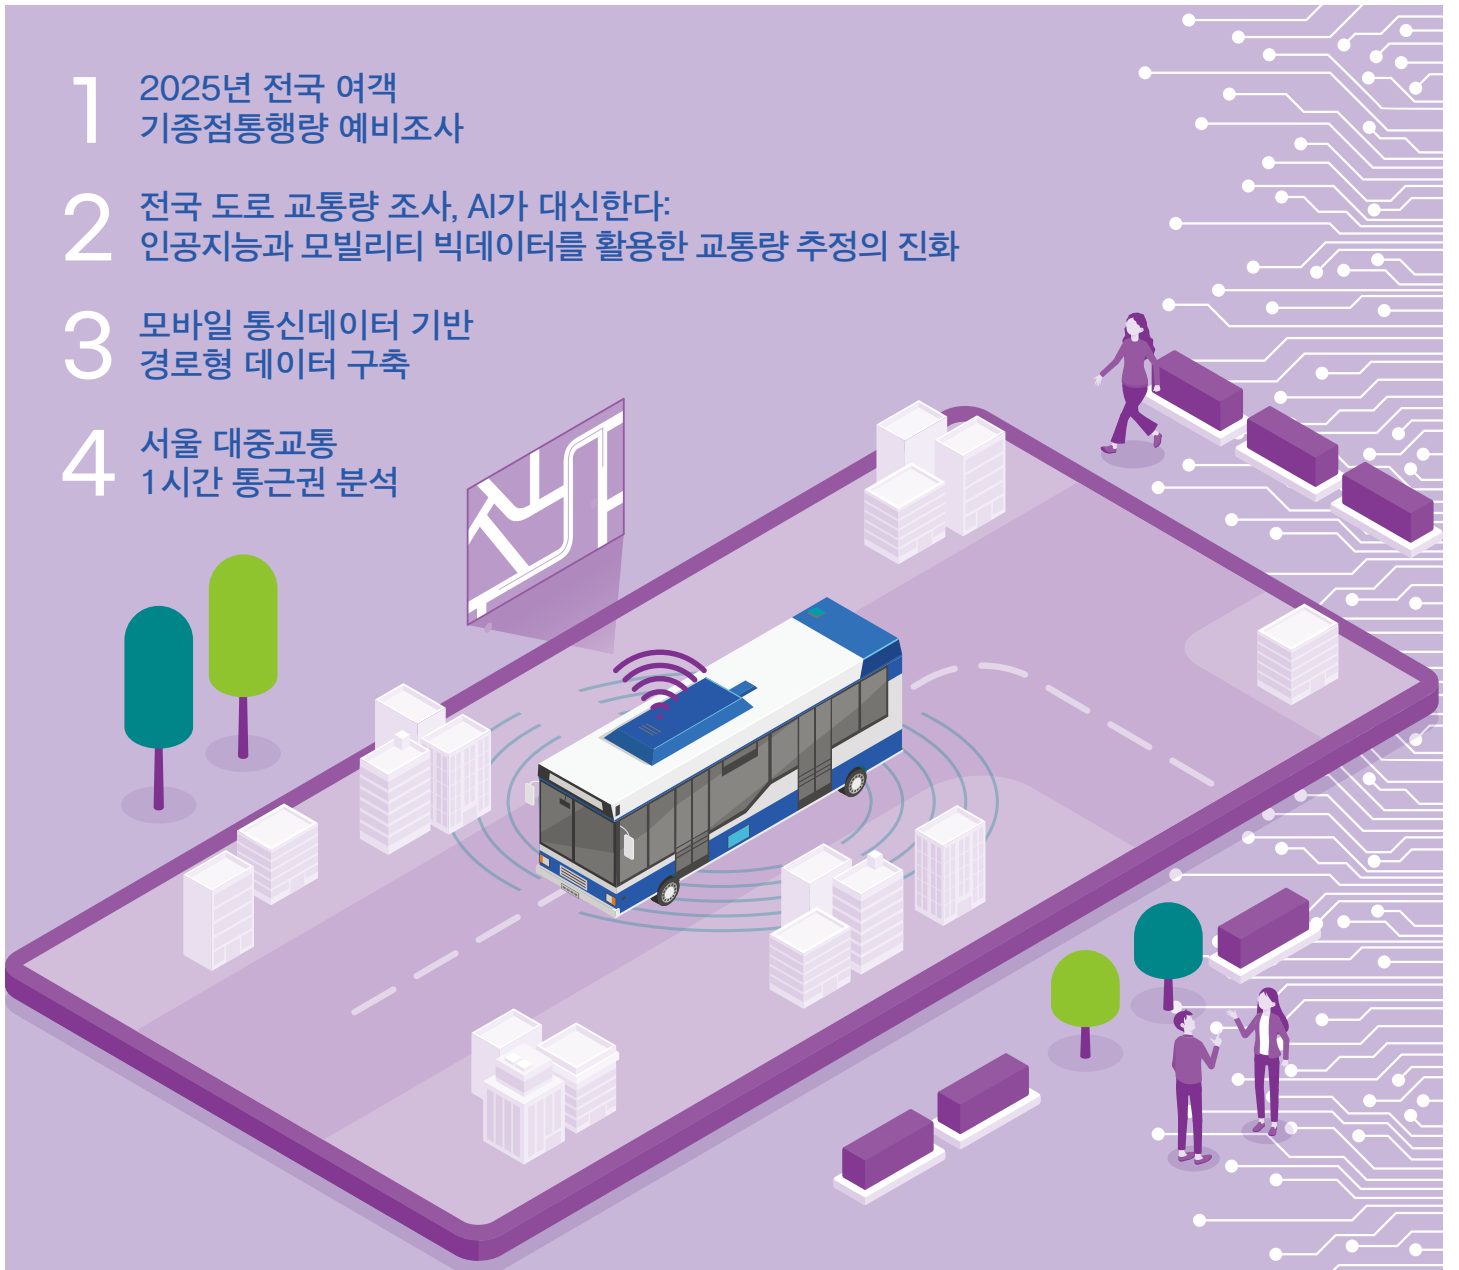 1 2025년 전국 여객
기종점통행량 예비조사
2 전국 도로 교통량 조사, AI가 대신한다:
인공지능과 모빌리티 빅데이터를 활용한 교통량 추정의 진화
3 모바일 통신데이터 기반
경로형 데이터 구축
4 서울 대중교통
1시간 통근권 분석